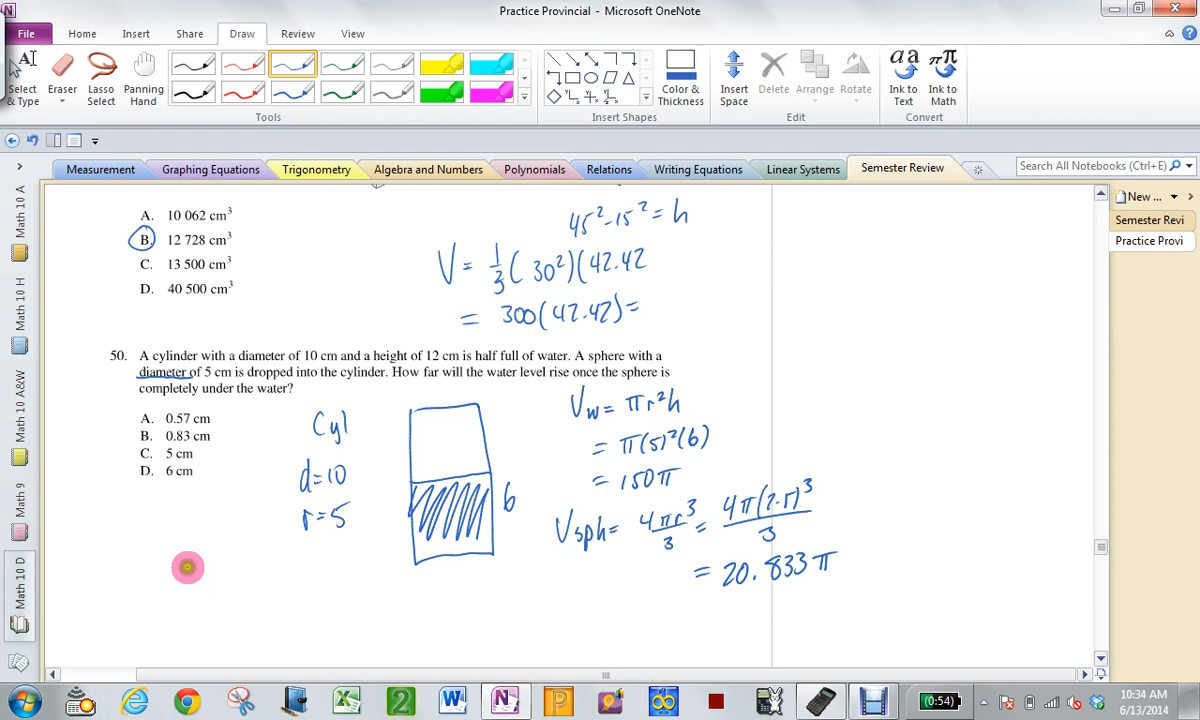 Practice Provincial - Microsoft OneNote
File Home Insert Share Draw Review View
Select & Type
Eraser
Lasso Select
Panning Hand
Color & Thickness
Insert Space
Delete
Arrange
Rotate
Ink to Text
Ink to Math
Tools
Insert Shapes
Edit
Convert
Measurement Graphing Equations Trigonometry Algebra and Numbers Polynomials Relations Writing Equations Linear Systems Semester Review
Search All Notebooks (Ctrl+E)
New ...
Semester Revi
Practice Provi
Math 10 A
Math 10 H
Math 10 A&W
Math 9
Math 10 D
A. 10 062 cm³
B. 12 728 cm³
C. 13 500 cm³
D. 40 500 cm³
45² - 15² = h
V = 1/3 (30²)(42.42
= 300(42.42) =
50. A cylinder with a diameter of 10 cm and a height of 12 cm is half full of water. A sphere with a
diameter of 5 cm is dropped into the cylinder. How far will the water level rise once the sphere is
completely under the water?
A. 0.57 cm
B. 0.83 cm
C. 5 cm
D. 6 cm
Cyl
d=10
r=5
6
Vw = πr²h
= π(5)²(6)
= 150π
Vsph = 4πr³/3 = 4π(2.5)³/3
= 20.833π
(0:54)
10:34 AM
6/13/2014